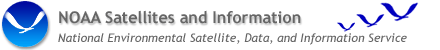 NOAA Satellites and Information
National Environmental Satellite, Data, and Information Service